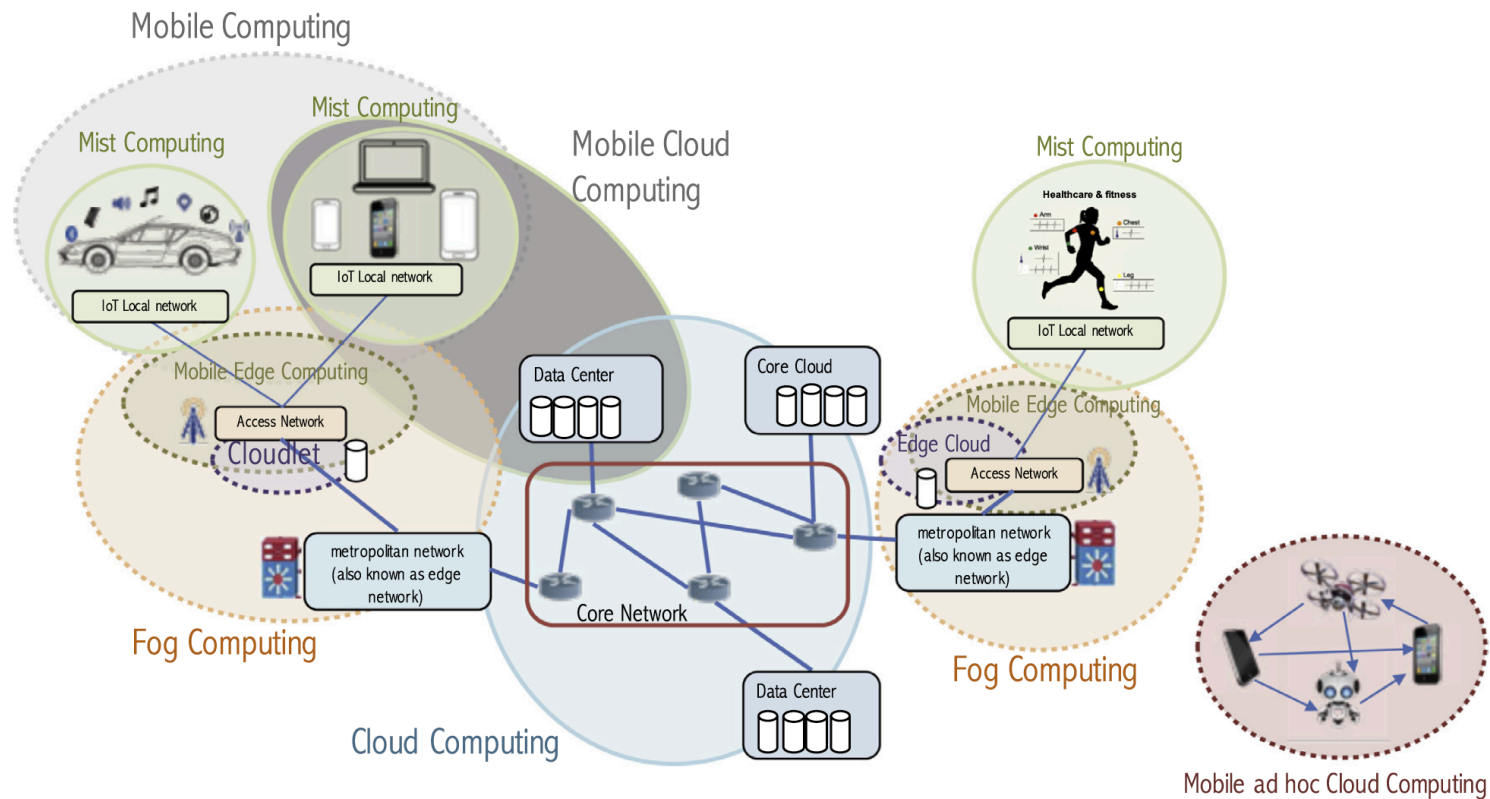 Mobile Computing
Mist Computing
Mist Computing
IoT Local network
IoT Local network
Mobile Cloud
Computing
Mist Computing
Healthcare & fitness
Arm
Chest
Wrist
Leg
IoT Local network
Mobile Edge Computing
Access Network
Cloudlet
metropolitan network
(also known as edge
network)
Fog Computing
Data Center
Core Cloud
Core Network
Data Center
Cloud Computing
Mobile Edge Computing
Edge Cloud
Access Network
metropolitan network
(also known as edge
network)
Fog Computing
Mobile ad hoc Cloud Computing